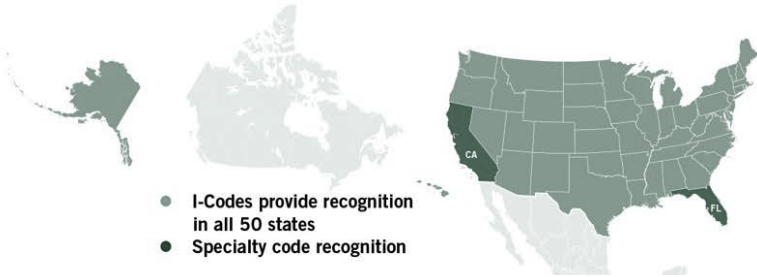 CA
FL
I-Codes provide recognition
in all 50 states
Specialty code recognition